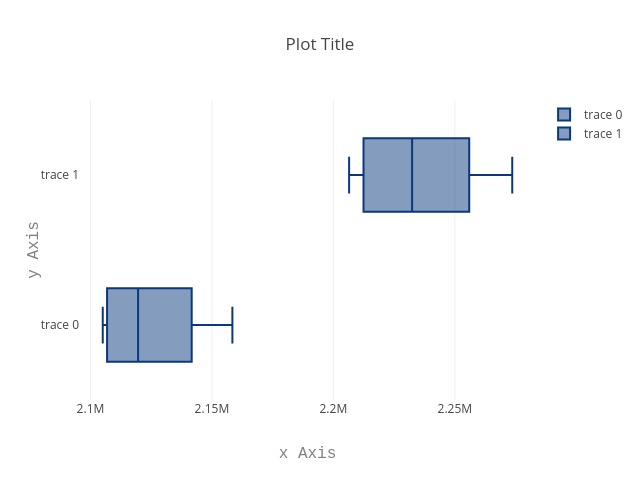 Plot Title
trace 0
trace 1
trace 1
trace 0
y Axis
2.1M
2.15M
2.2M
2.25M
x Axis